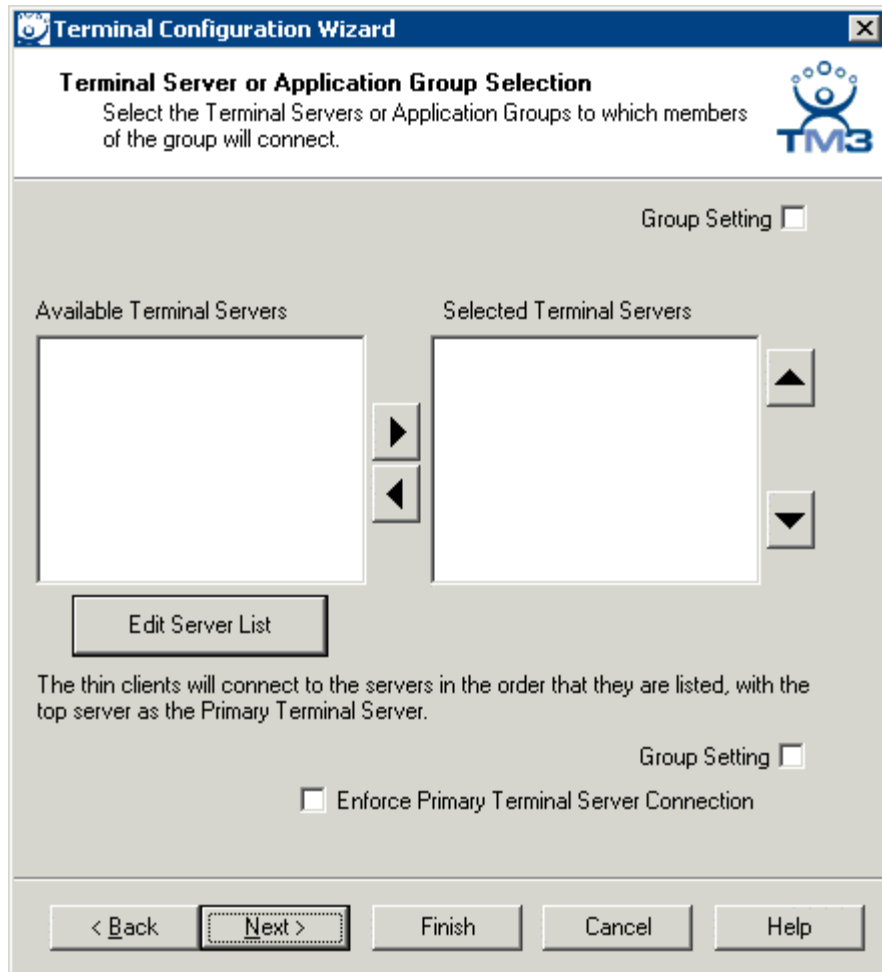 Terminal Configuration Wizard
Terminal Server or Application Group Selection
Select the Terminal Servers or Application Groups to which members
of the group will connect.
TM3
Group Setting
Available Terminal Servers
Selected Terminal Servers
Edit Server List
The thin clients will connect to the servers in the order that they are listed, with the
top server as the Primary Terminal Server.
Group Setting
Enforce Primary Terminal Server Connection
< Back
Next >
Finish
Cancel
Help